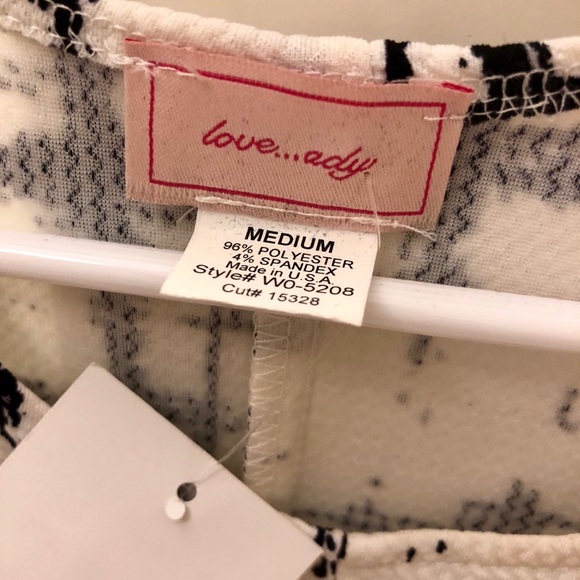 love...ady
MEDIUM
96% POLYESTER
4% SPANDEX
Made in U.S.A.
Style# W0-5208
Cut# 15328